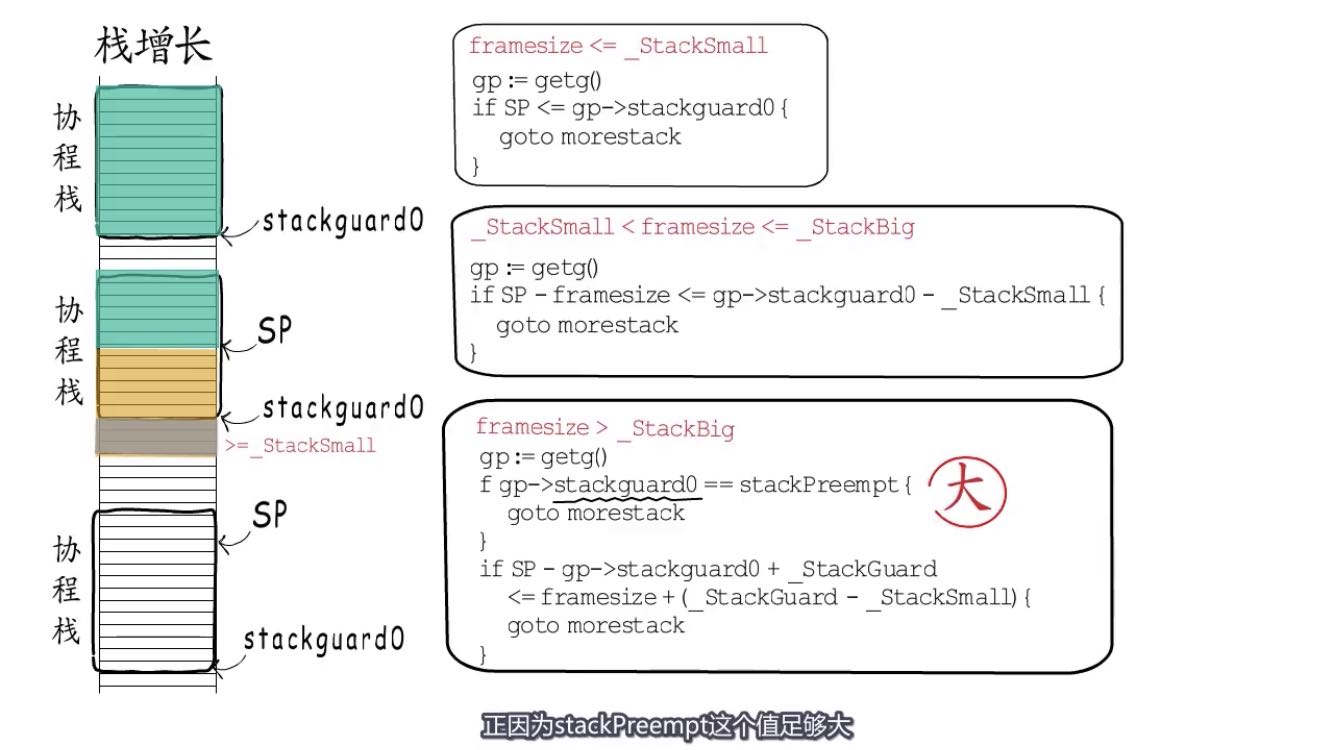 栈增长
协程栈
stackguard0
协程栈
SP
stackguard0
>=_StackSmall
协程栈
SP
stackguard0
framesize <= _StackSmall
gp := getg()
if SP <= gp->stackguard0 {
goto morestack
}
_StackSmall < framesize <= _StackBig
gp := getg()
if SP - framesize <= gp->stackguard0 - _StackSmall {
goto morestack
}
framesize > _StackBig
gp := getg()
f gp->stackguard0 == stackPreempt {
goto morestack
}
if SP - gp->stackguard0 + _StackGuard
<= framesize + (_StackGuard - _StackSmall) {
goto morestack
}
大
正因为stackPreempt这个值足够大